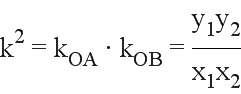 k² = k_OA · k_OB = y₁y₂ / x₁x₂